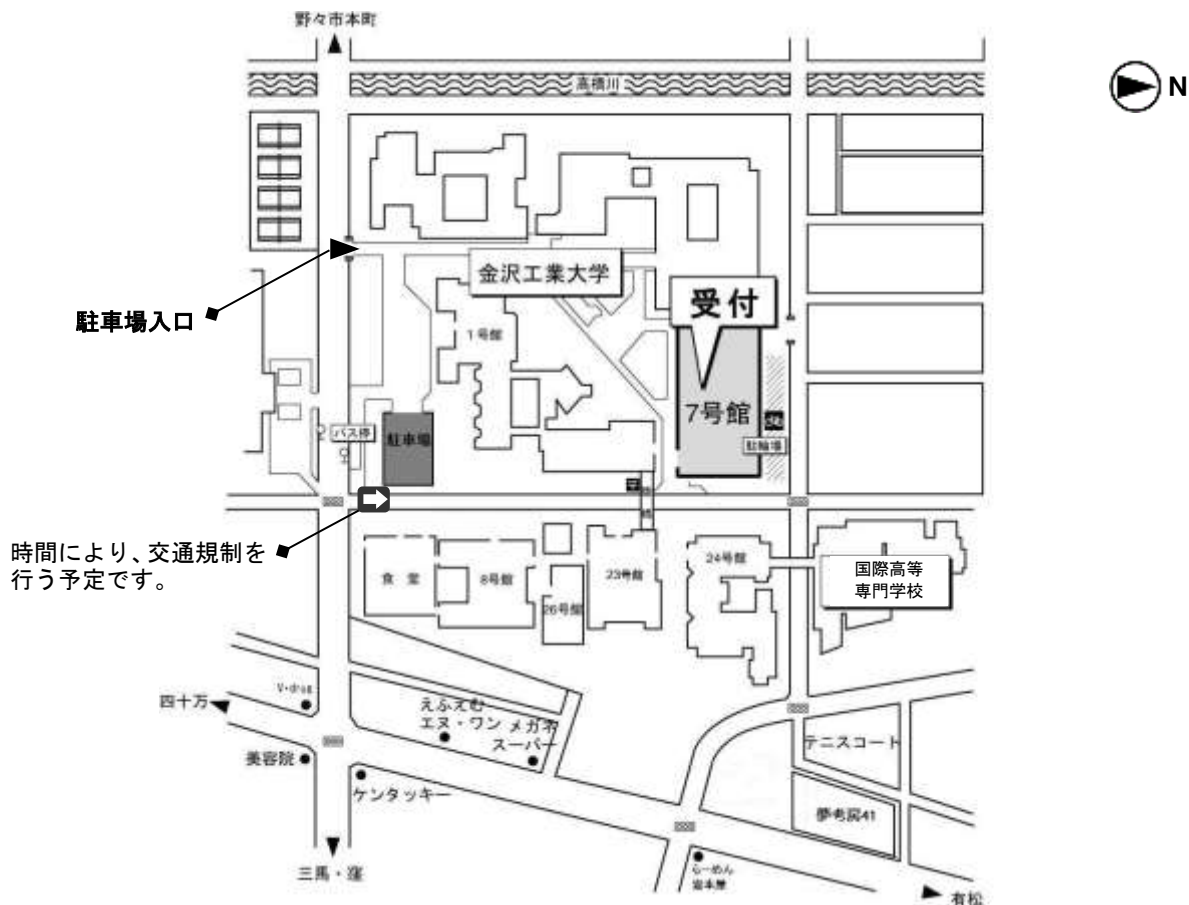 野々市本町
高橋川
N
金沢工業大学
受付
駐車場入口
1号館
7号館
バス停
駐車場
駐輪場
時間により、交通規制を
行う予定です。
食堂
8号館
26号館
23号館
24号館
国際高等
専門学校
四十万
V・drug
えふえむ
エヌ・ワン
メガネ
スーパー
美容院
ケンタッキー
テニスコート
夢考房41
三馬・窪
らーめん
有松